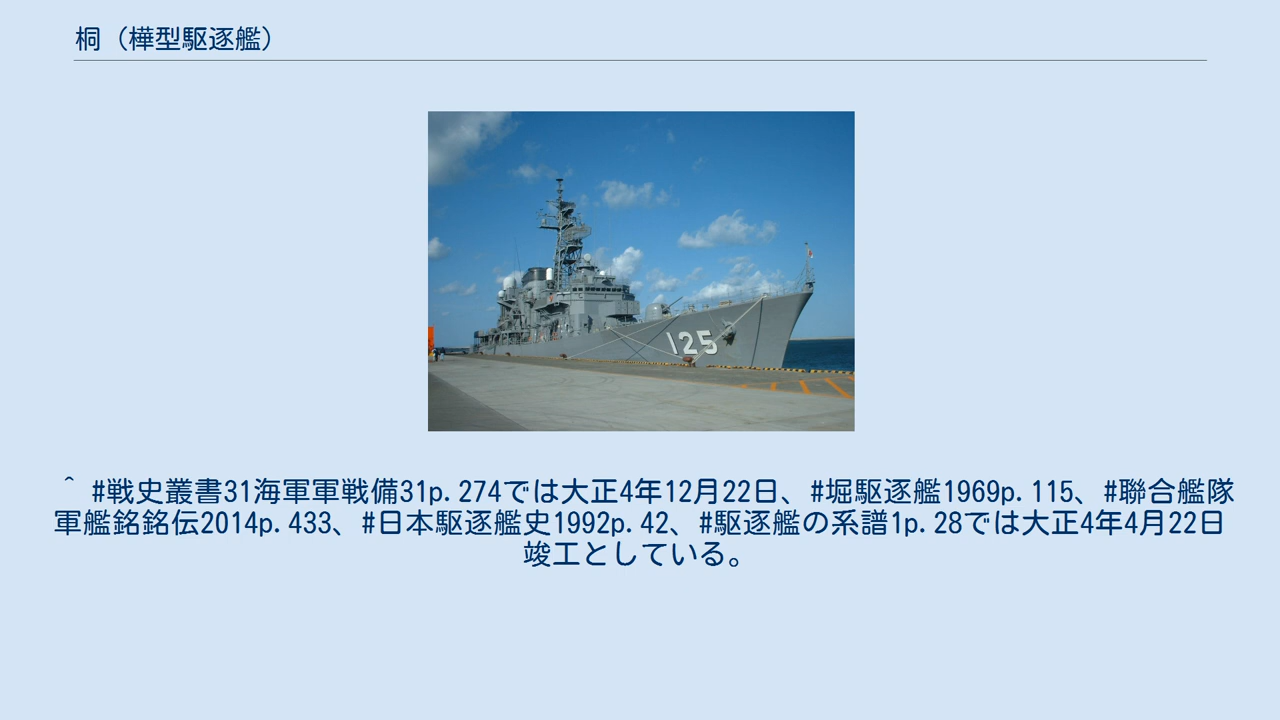 桐（樺型駆逐艦）
125
^ #戦史叢書31海軍軍戦備31p.274では大正4年12月22日、#堀駆逐艦1969p.115、#聯合艦隊
軍艦銘銘伝2014p.433、#日本駆逐艦史1992p.42、#駆逐艦の系譜1p.28では大正4年4月22日
竣工としている。